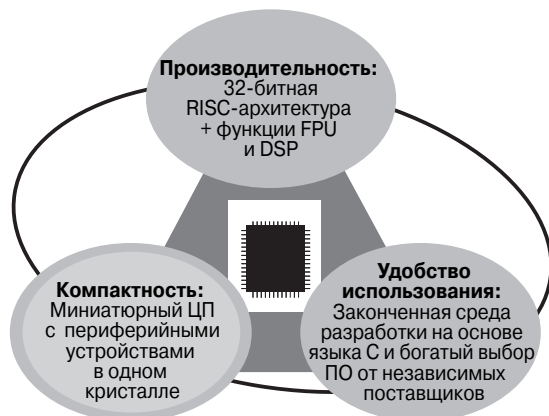 Производительность:
32-битная
RISC-архитектура
+ функции FPU
и DSP
Компактность:
Миниатюрный ЦП
с периферийными
устройствами
в одном
кристалле
Удобство
использования:
Законченная среда
разработки на основе
языка С и богатый выбор
ПО от независимых
поставщиков